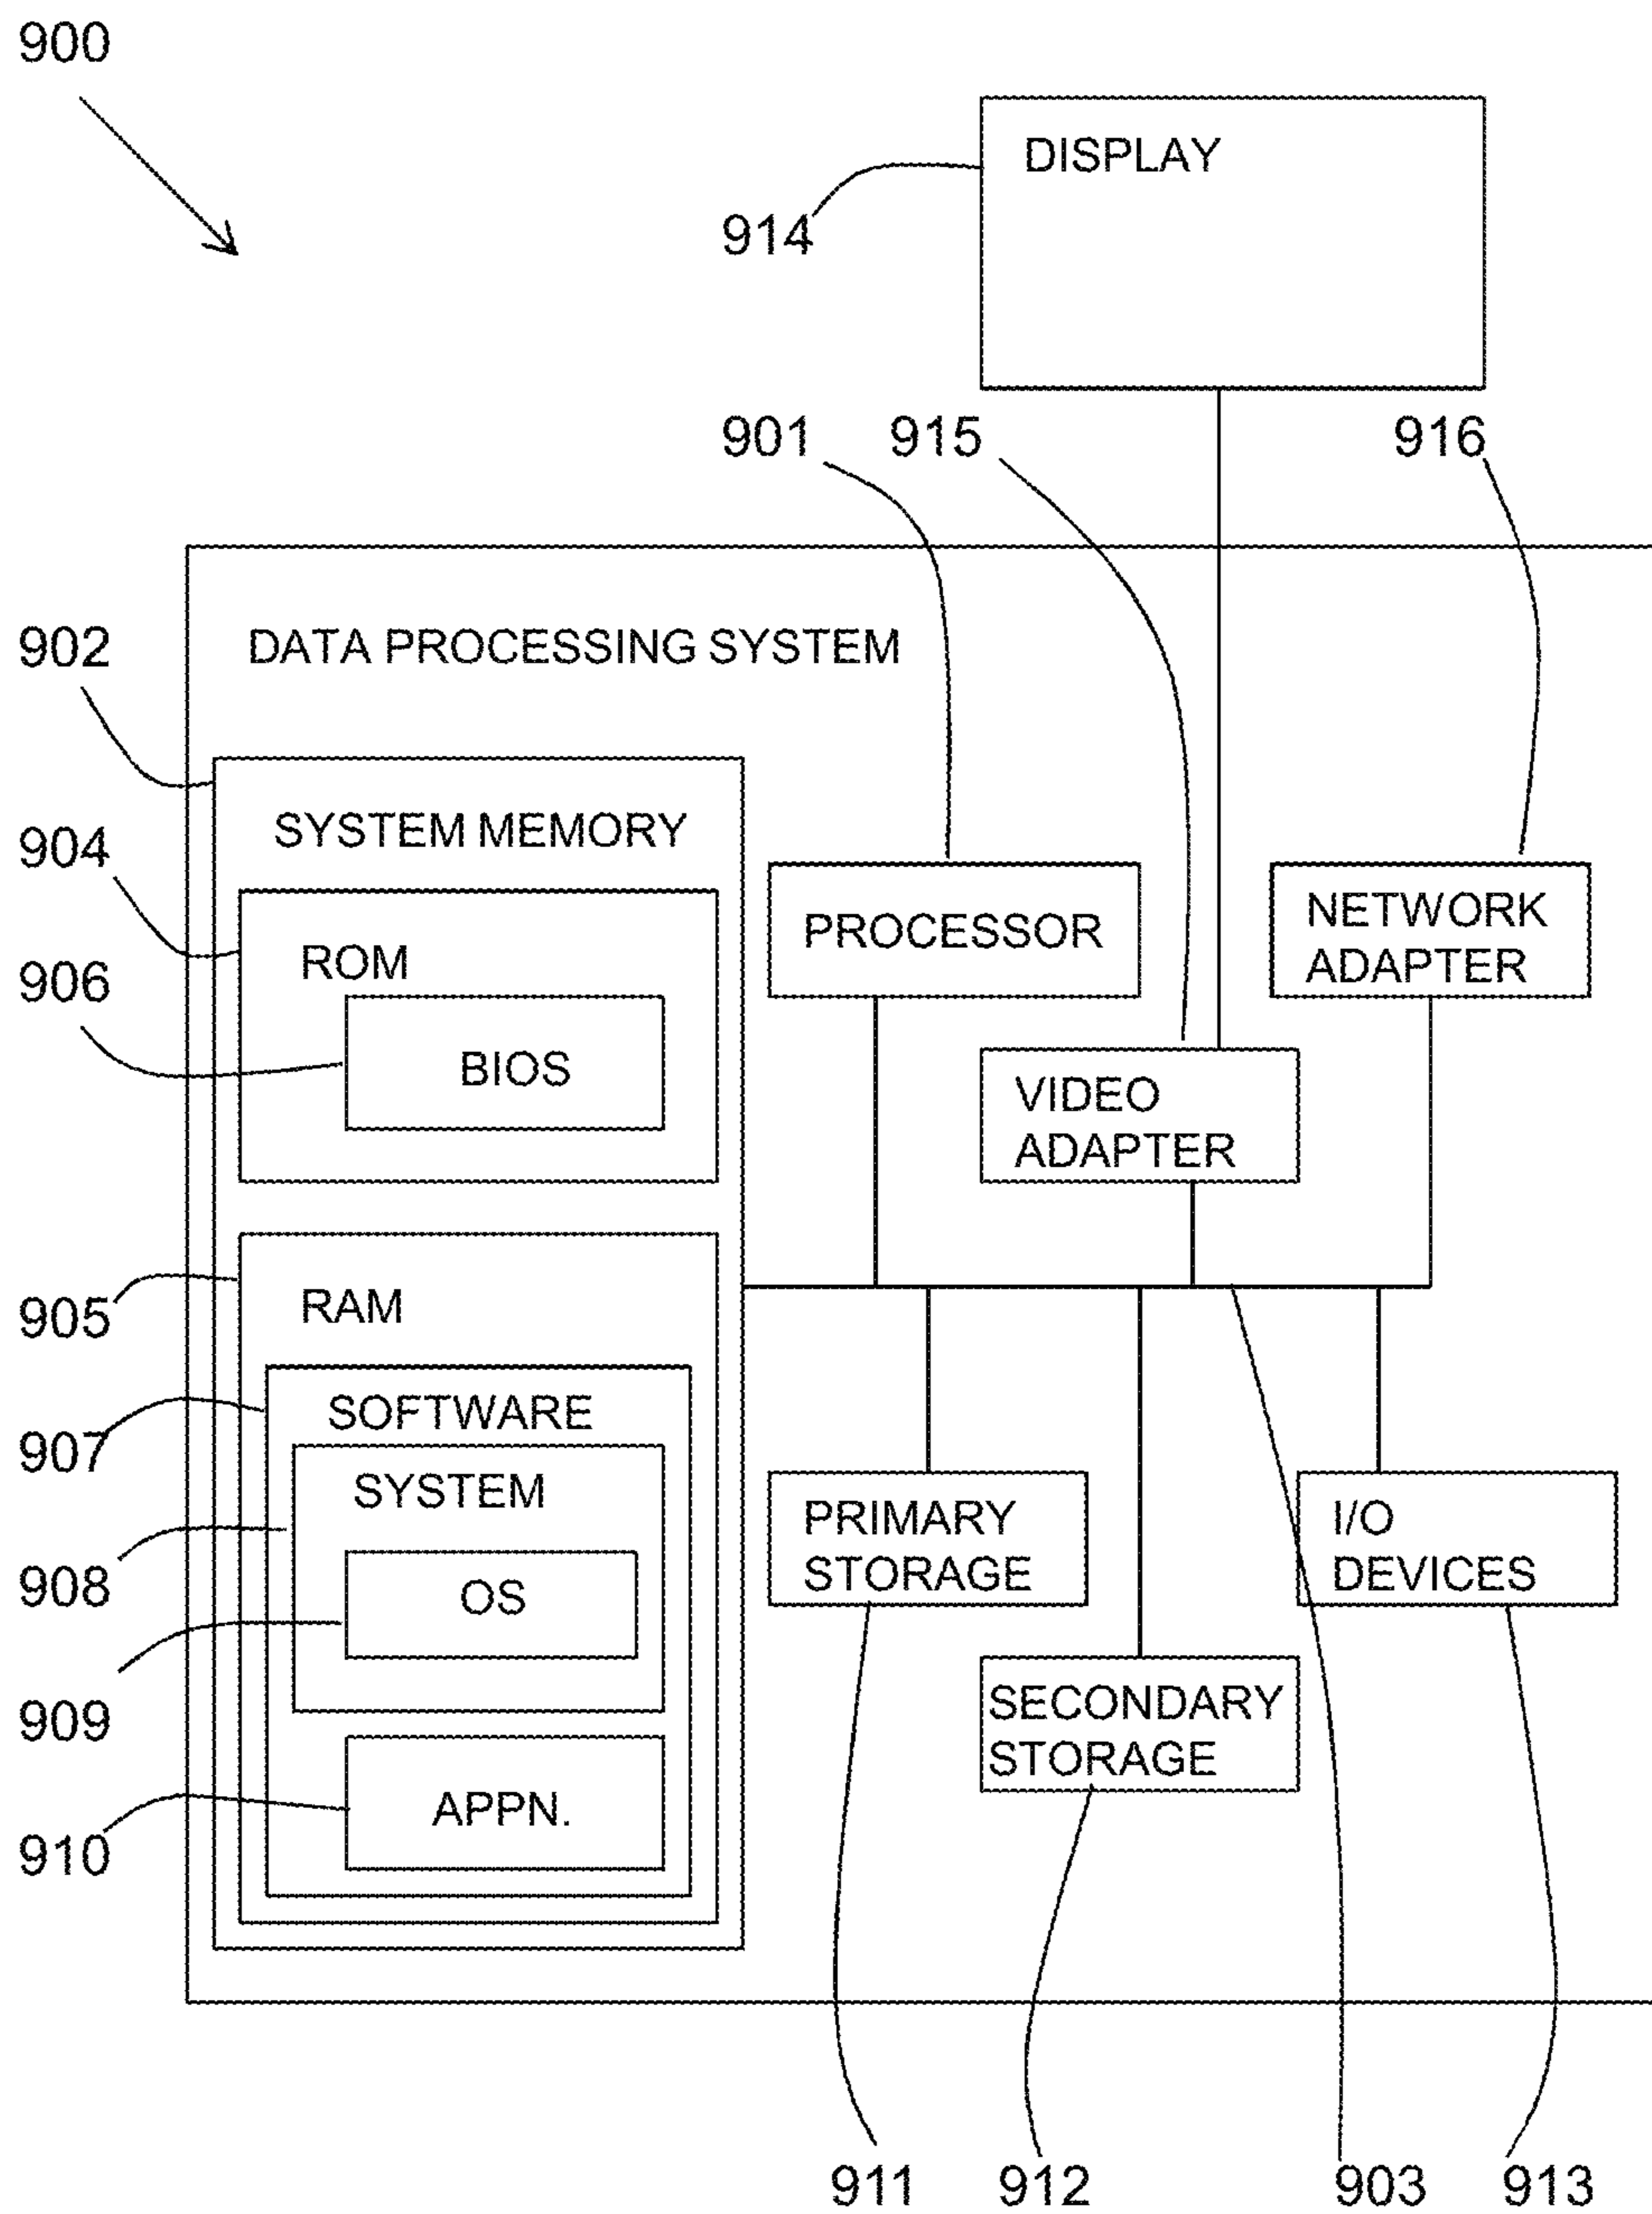 900
DISPLAY
914
901
915
916
DATA PROCESSING SYSTEM
902
SYSTEM MEMORY
904
PROCESSOR
NETWORK
ADAPTER
ROM
906
BIOS
VIDEO
ADAPTER
905
RAM
907
SOFTWARE
SYSTEM
908
OS
PRIMARY
STORAGE
I/O
DEVICES
909
SECONDARY
STORAGE
910
APPN.
911
912
903
913